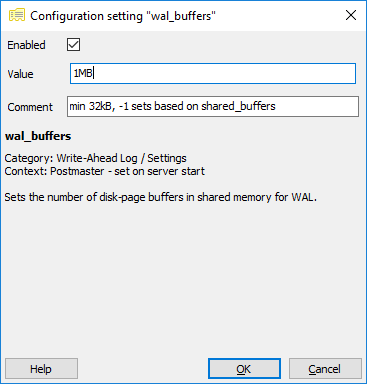 Configuration setting "wal_buffers"
Enabled
Value 1MB
Comment min 32kB, -1 sets based on shared_buffers
wal_buffers
Category: Write-Ahead Log / Settings
Context: Postmaster - set on server start
Sets the number of disk-page buffers in shared memory for WAL.
Help OK Cancel